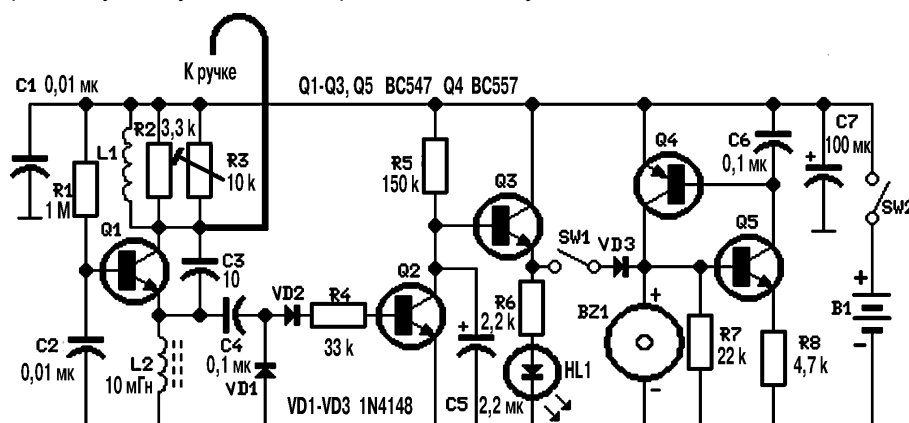 К ручке
C1 0,01 мк
Q1-Q3, Q5 BC547 Q4 BC557
R2 3,3 k
L1
R3
10 k
R1
1 M
Q1
C3
10
C2
0,01 мк
L2
10 мГн
C4
0,1 мк
VD1
VD2
R4
33 k
Q2
R5
150 k
Q3
C5 2,2 мк
R6
2,2 k
HL1
VD1-VD3 1N4148
SW1
VD3
Q4
C6
0,1 мк
C7
100 мк
Q5
BZ1
R7
22 k
R8
4,7 k
SW2
B1